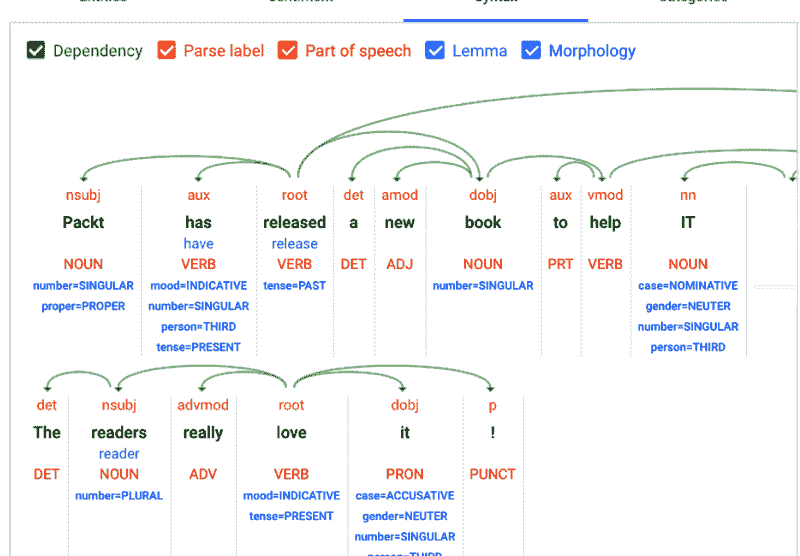 Dependency Parse label Part of speech Lemma Morphology
nsubj aux root det amod dobj aux vmod nn
Packt has released a new book to help IT
have release
NOUN VERB VERB DET ADJ NOUN PRT VERB NOUN
number=SINGULAR mood=INDICATIVE tense=PAST number=SINGULAR case=NOMINATIVE
proper=PROPER number=SINGULAR gender=NEUTER
person=THIRD number=SINGULAR
tense=PRESENT person=THIRD
det nsubj advmod root dobj p
The readers really love it !
reader
DET NOUN ADV VERB PRON PUNCT
number=PLURAL mood=INDICATIVE case=ACCUSATIVE
tense=PRESENT gender=NEUTER
number=SINGULAR